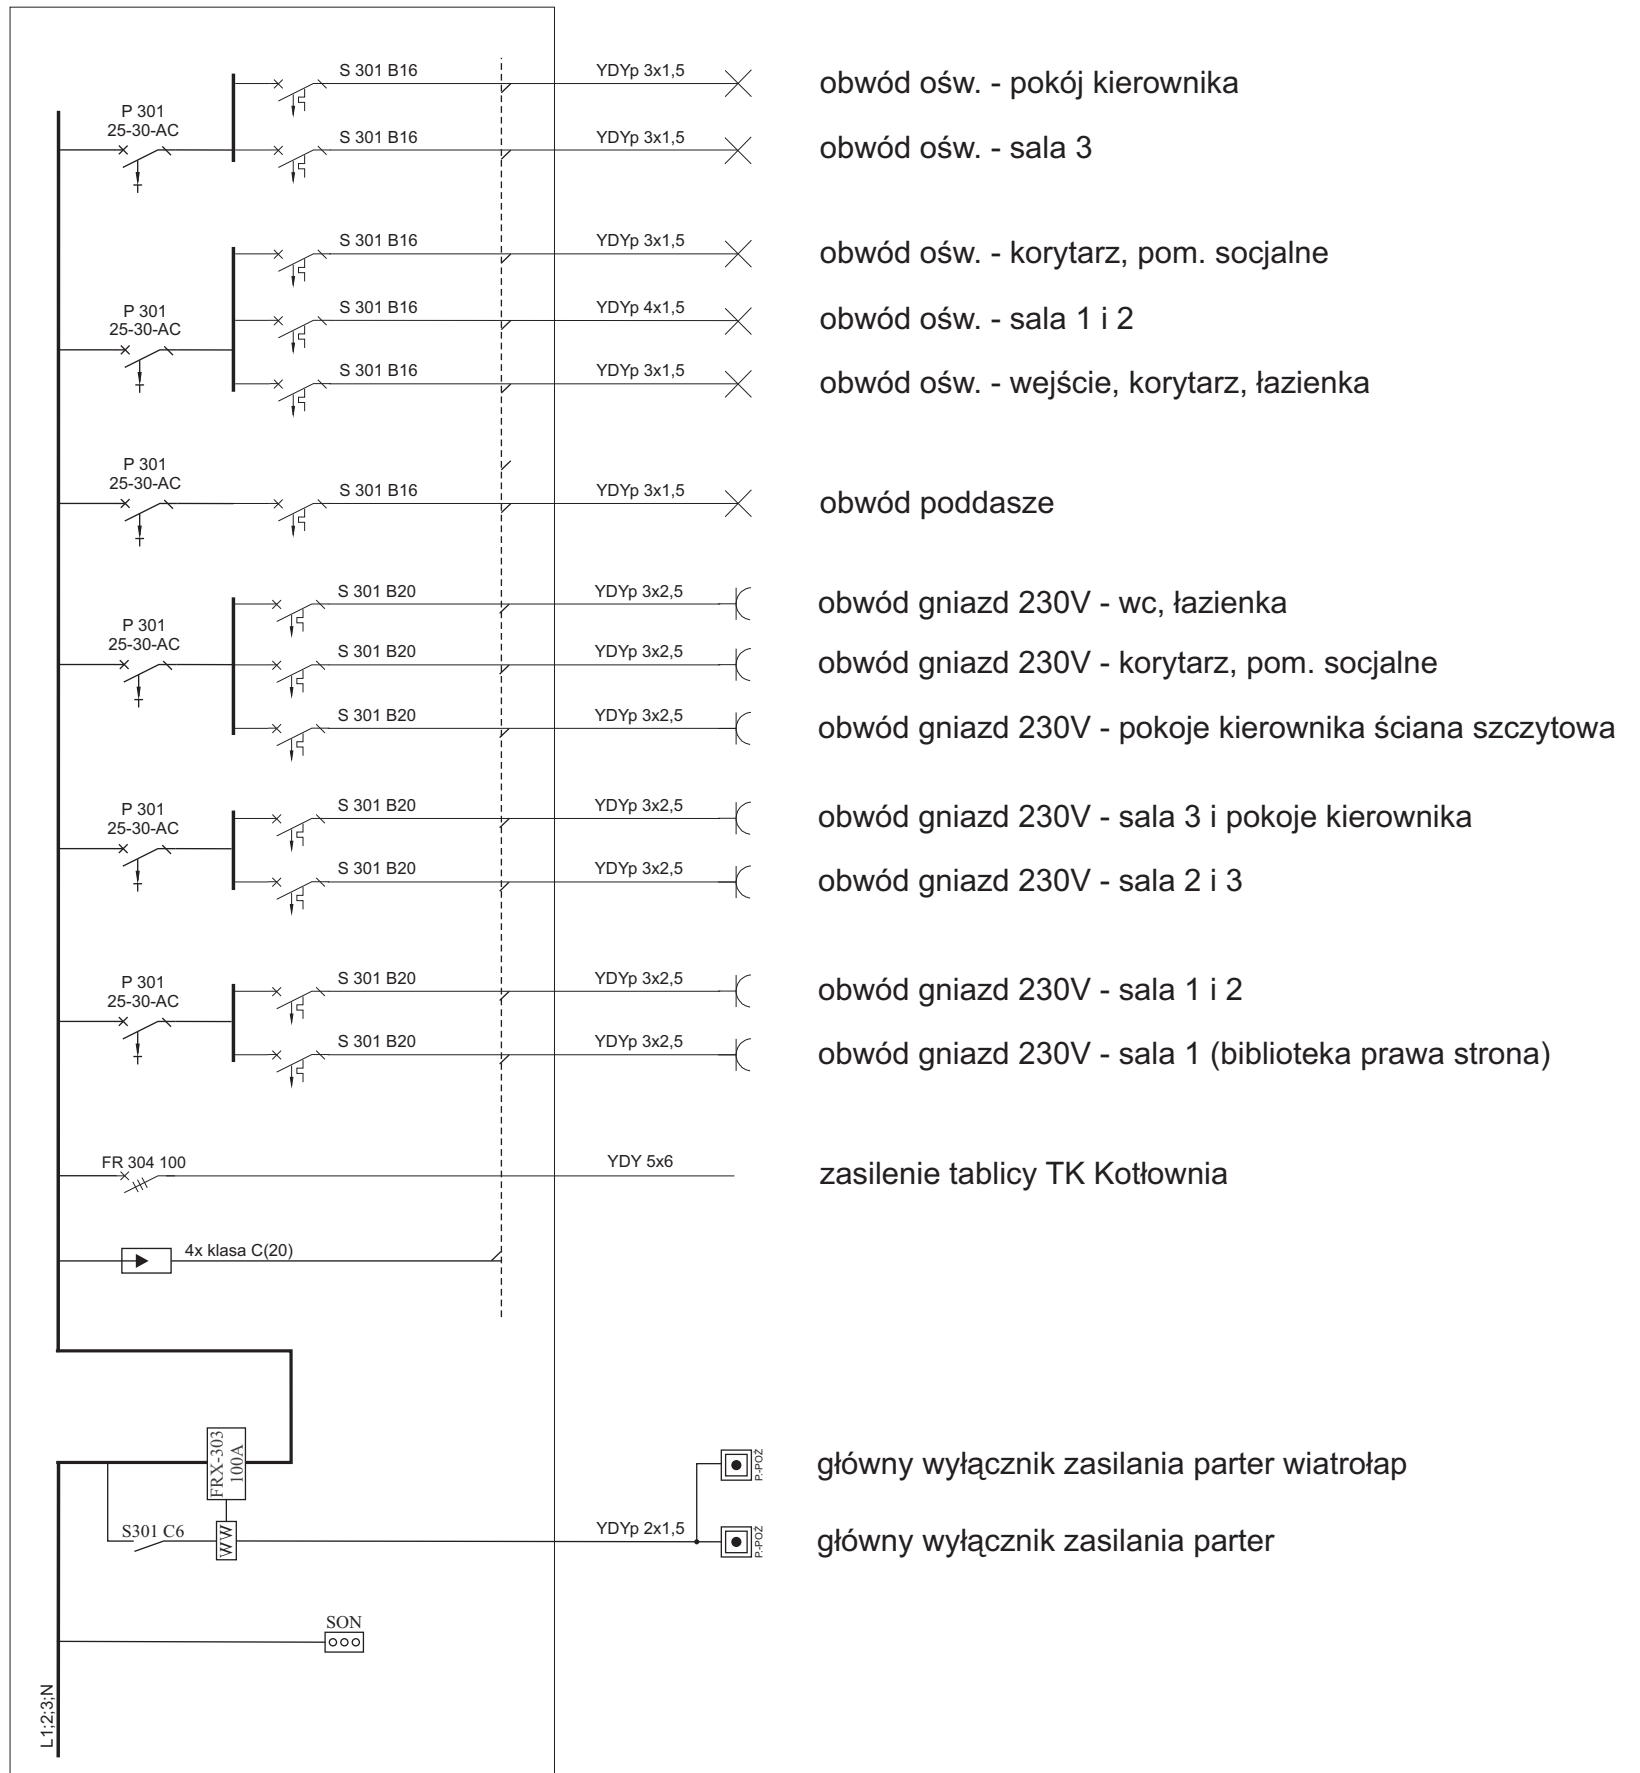 S 301 B16
YDYp 3x1,5
obwód ośw. - pokój kierownika
P 301
25-30-AC
S 301 B16
YDYp 3x1,5
obwód ośw. - sala 3
S 301 B16
YDYp 3x1,5
obwód ośw. - korytarz, pom. socjalne
P 301
25-30-AC
S 301 B16
YDYp 4x1,5
obwód ośw. - sala 1 i 2
S 301 B16
YDYp 3x1,5
obwód ośw. - wejście, korytarz, łazienka
P 301
25-30-AC
S 301 B16
YDYp 3x1,5
obwód poddasze
S 301 B20
YDYp 3x2,5
obwód gniazd 230V - wc, łazienka
P 301
25-30-AC
S 301 B20
YDYp 3x2,5
obwód gniazd 230V - korytarz, pom. socjalne
S 301 B20
YDYp 3x2,5
obwód gniazd 230V - pokoje kierownika ściana szczytowa
P 301
25-30-AC
S 301 B20
YDYp 3x2,5
obwód gniazd 230V - sala 3 i pokoje kierownika
S 301 B20
YDYp 3x2,5
obwód gniazd 230V - sala 2 i 3
P 301
25-30-AC
S 301 B20
YDYp 3x2,5
obwód gniazd 230V - sala 1 i 2
S 301 B20
YDYp 3x2,5
obwód gniazd 230V - sala 1 (biblioteka prawa strona)
FR 304 100
YDY 5x6
zasilenie tablicy TK Kotłownia
4x klasa C(20)
FRX-303
100A
P.-POŻ
główny wyłącznik zasilania parter wiatrołap
S301 C6
WW
YDYp 2x1,5
P.-POŻ
główny wyłącznik zasilania parter
SON
L1;2;3;N